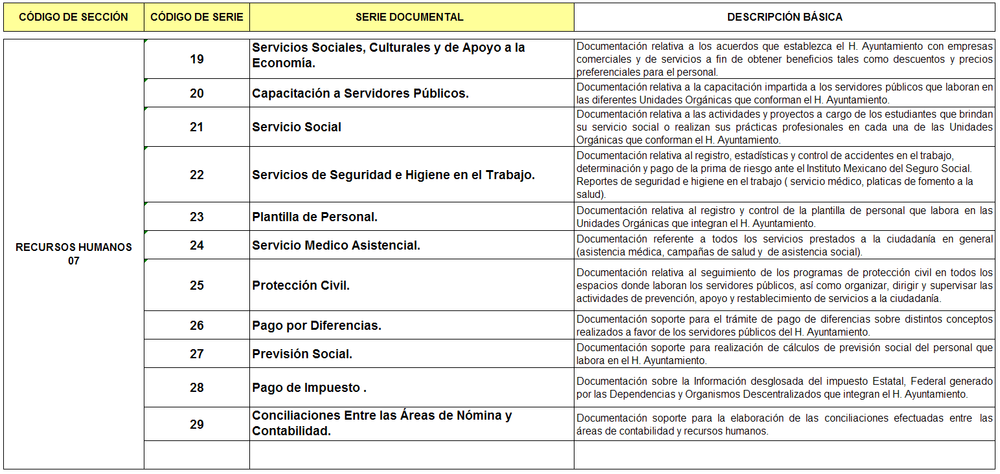 CÓDIGO DE SECCIÓN CÓDIGO DE SERIE SERIE DOCUMENTAL DESCRIPCIÓN BÁSICA
RECURSOS HUMANOS
07
19
Servicios Sociales, Culturales y de Apoyo a la
Economía.
Documentación relativa a los acuerdos que establezca el H. Ayuntamiento con empresas
comerciales y de servicios a fin de obtener beneficios tales como descuentos y precios
preferenciales para el personal.
20
Capacitación a Servidores Públicos.
Documentación relativa a la capacitación impartida a los servidores públicos que laboran en
las diferentes Unidades Orgánicas que conforman el H. Ayuntamiento.
21
Servicio Social
Documentación relativa a las actividades y proyectos a cargo de los estudiantes que brindan
su servicio social o realizan sus prácticas profesionales en cada una de las Unidades
Orgánicas que conforman el H. Ayuntamiento.
22
Servicios de Seguridad e Higiene en el Trabajo.
Documentación relativa al registro, estadísticas y control de accidentes en el trabajo,
determinación y pago de la prima de riesgo ante el Instituto Mexicano del Seguro Social.
Reportes de seguridad e higiene en el trabajo ( servicio médico, platicas de fomento a la
salud).
23
Plantilla de Personal.
Documentación relativa al registro y control de la plantilla de personal que labora en las
Unidades Orgánicas que integran el H. Ayuntamiento.
24
Servicio Medico Asistencial.
Documentación referente a todos los servicios prestados a la ciudadanía en general
(asistencia médica, campañas de salud y de asistencia social).
25
Protección Civil.
Documentación relativa al seguimiento de los programas de protección civil en todos los
espacios donde laboran los servidores públicos, así como organizar, dirigir y supervisar las
actividades de prevención, apoyo y restablecimiento de servicios a la ciudadanía.
26
Pago por Diferencias.
Documentación soporte para el trámite de pago de diferencias sobre distintos conceptos
realizados a favor de los servidores públicos del H. Ayuntamiento.
27
Previsión Social.
Documentación soporte para realización de cálculos de previsión social del personal que
labora en el H. Ayuntamiento.
28
Pago de Impuesto .
Documentación sobre la Información desglosada del impuesto Estatal, Federal generado
por las Dependencias y Organismos Descentralizados que integran el H. Ayuntamiento.
29
Conciliaciones Entre las Áreas de Nómina y
Contabilidad.
Documentación soporte para la elaboración de las conciliaciones efectuadas entre las
áreas de contabilidad y recursos humanos.